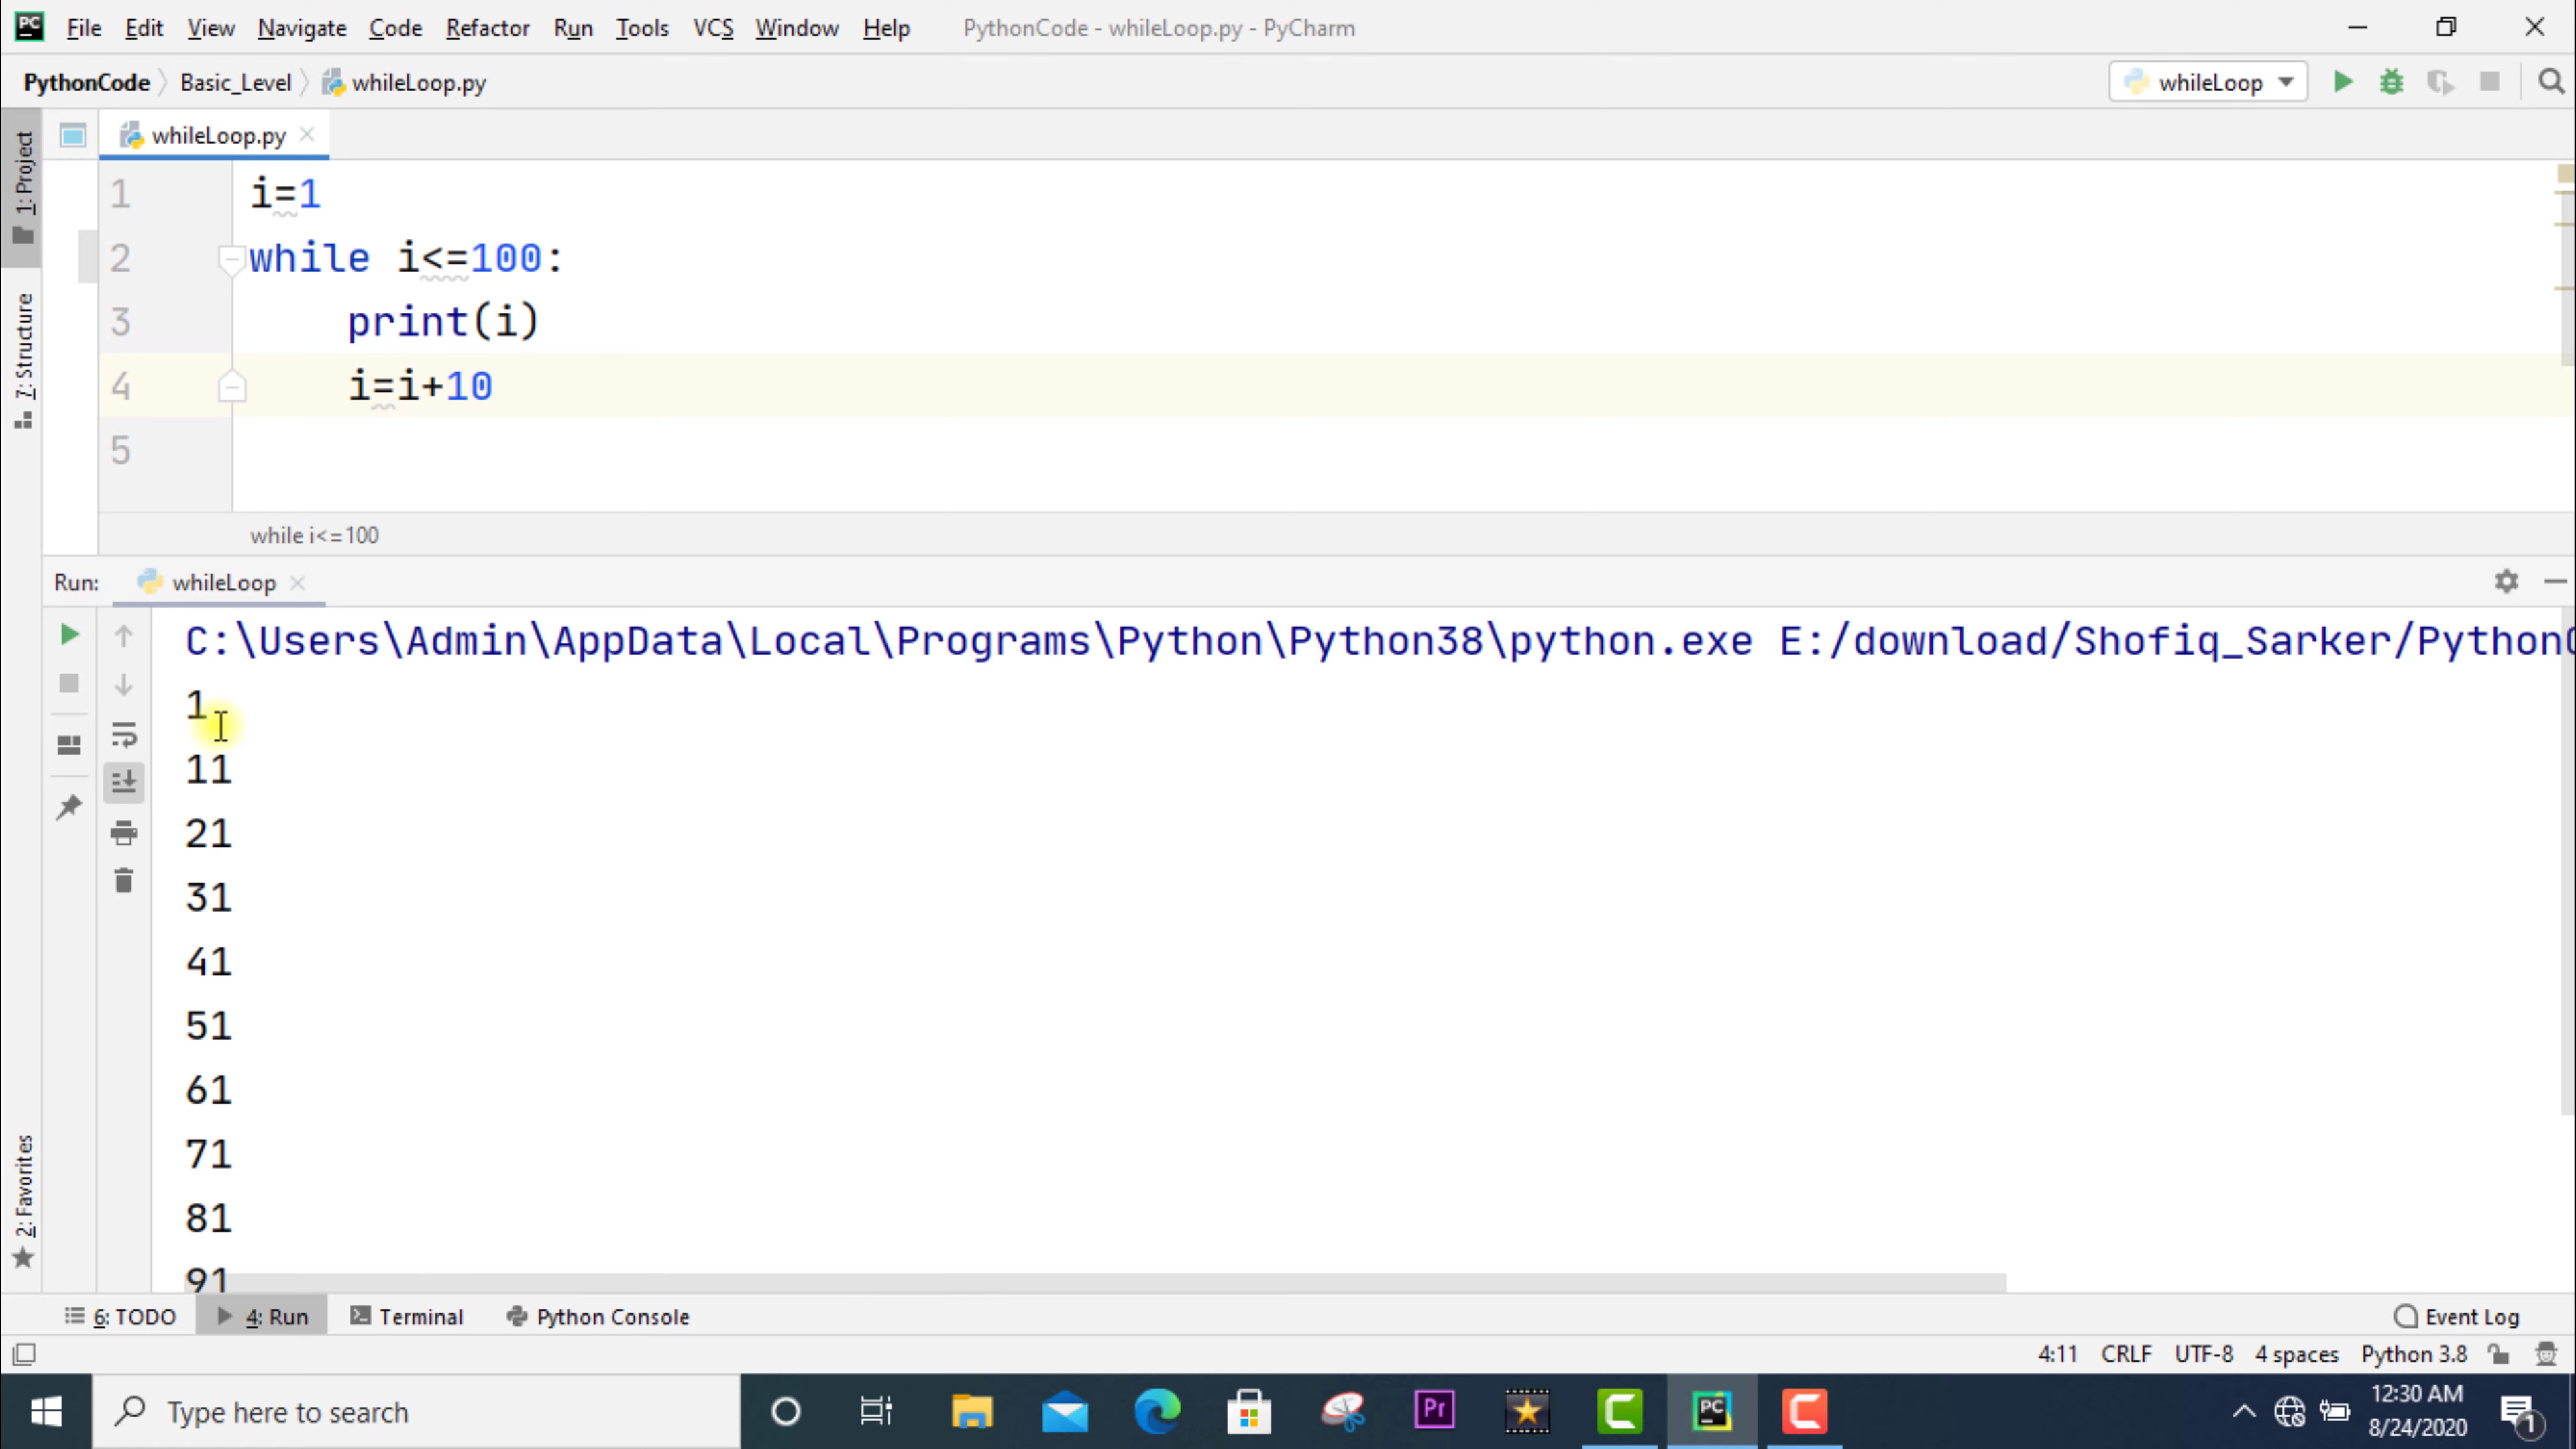 File Edit View Navigate Code Refactor Run Tools VCS Window Help PythonCode - whileLoop.py - PyCharm
PythonCode Basic_Level whileLoop.py whileLoop
1: Project
whileLoop.py
1 i=1
2 while i<=100:
3 print(i)
4 i=i+10
5
7: Structure
while i<=100
Run: whileLoop
C:\Users\Admin\AppData\Local\Programs\Python\Python38\python.exe E:/download/Shofiq_Sarker/Python
1
11
21
31
41
51
61
71
81
91
2: Favorites
6: TODO 4: Run Terminal Python Console Event Log
4:11 CRLF UTF-8 4 spaces Python 3.8
Type here to search
Pr
PC
12:30 AM
8/24/2020
1